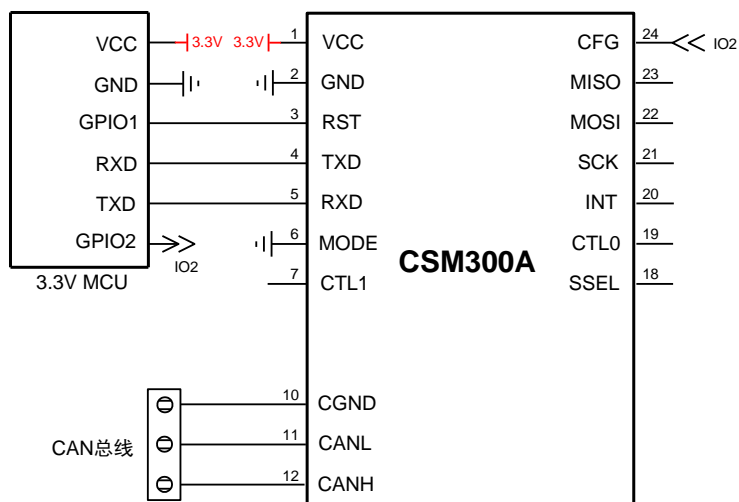 VCC 3.3V 3.3V 1 VCC CFG 24 IO2
GND 2 GND MISO 23
GPIO1 3 RST MOSI 22
RXD 4 TXD SCK 21
TXD 5 RXD INT 20
GPIO2 IO2 6 MODE CTL0 19
CSM300A
3.3V MCU 7 CTL1 SSEL 18
10 CGND
CAN总线 11 CANL
12 CANH